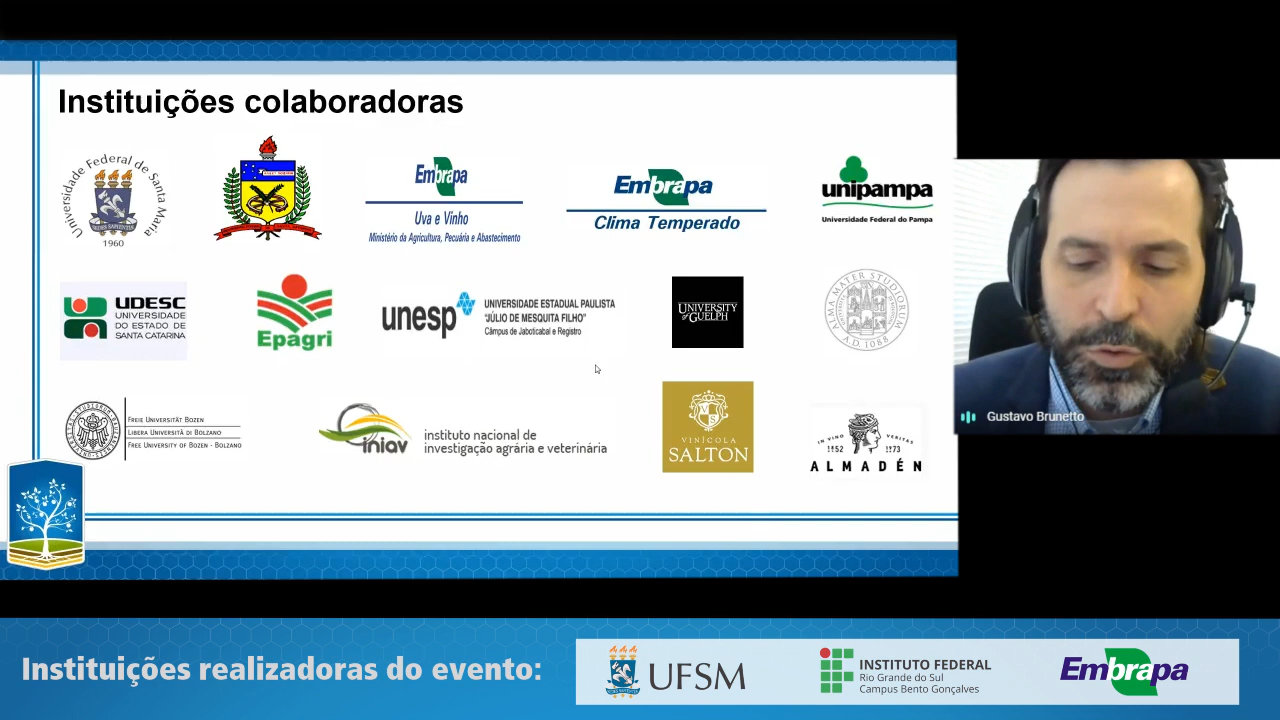 Instituições colaboradoras
Universidade Federal de Santa Maria
SEDES SAPIENTIAE
1960
Embrapa
Uva e Vinho
Ministério da Agricultura, Pecuária e Abastecimento
Embrapa
Clima Temperado
unipampa
Universidade Federal do Pampa
UDESC
UNIVERSIDADE
DO ESTADO DE
SANTA CATARINA
Epagri
unesp
UNIVERSIDADE ESTADUAL PAULISTA
"JÚLIO DE MESQUITA FILHO"
Câmpus de Jaboticabal e Registro
UNIVERSITY
OF GUELPH
ALMA MATER STUDIORUM
A.D. 1088
FREIE UNIVERSITÄT BOZEN
LIBERA UNIVERSITÀ DI BOLZANO
FREE UNIVERSITY OF BOZEN - BOLZANO
iniav
instituto nacional de
investigação agrária e veterinária
VS
VINÍCOLA
SALTON
IN VINO VERITAS
1852 1973
ALMADÉN
Gustavo Brunetto
Instituições realizadoras do evento:
UFSM
INSTITUTO FEDERAL
Rio Grande do Sul
Campus Bento Gonçalves
Embrapa